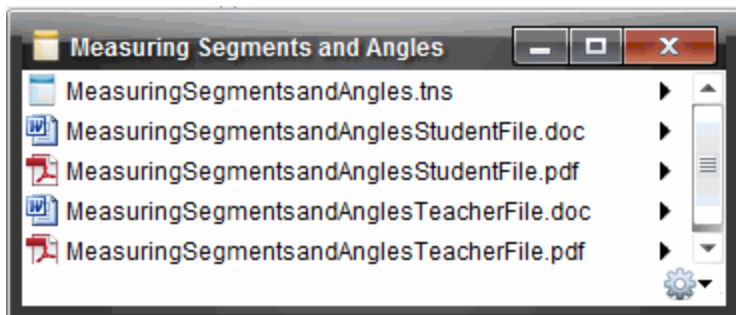 Measuring Segments and Angles
MeasuringSegmentsandAngles.tns
MeasuringSegmentsandAnglesStudentFile.doc
MeasuringSegmentsandAnglesStudentFile.pdf
MeasuringSegmentsandAnglesTeacherFile.doc
MeasuringSegmentsandAnglesTeacherFile.pdf